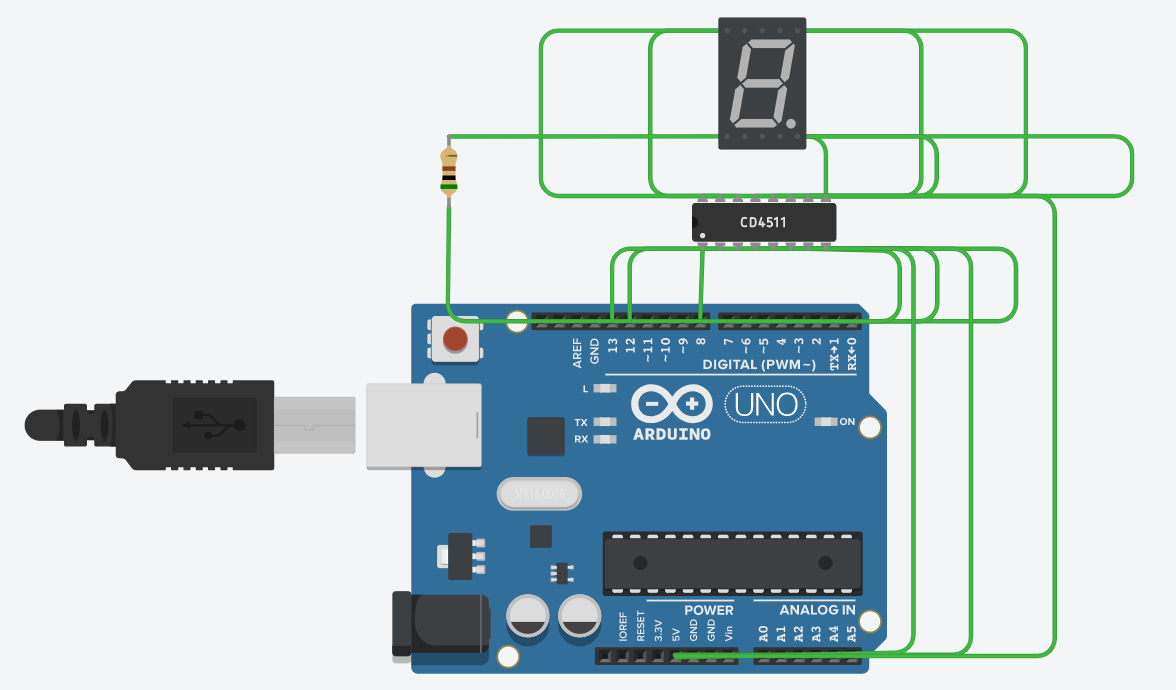 CD4511
AREF
GND
13
12
~11
~10
~9
8
7
~6
~5
4
~3
2
TX→1
RX←0
DIGITAL (PWM~)
L
TX
RX
ARDUINO
UNO
ON
SPK16.000G
IOREF
RESET
3.3V
5V
GND
GND
Vin
POWER
ANALOG IN
A0
A1
A2
A3
A4
A5